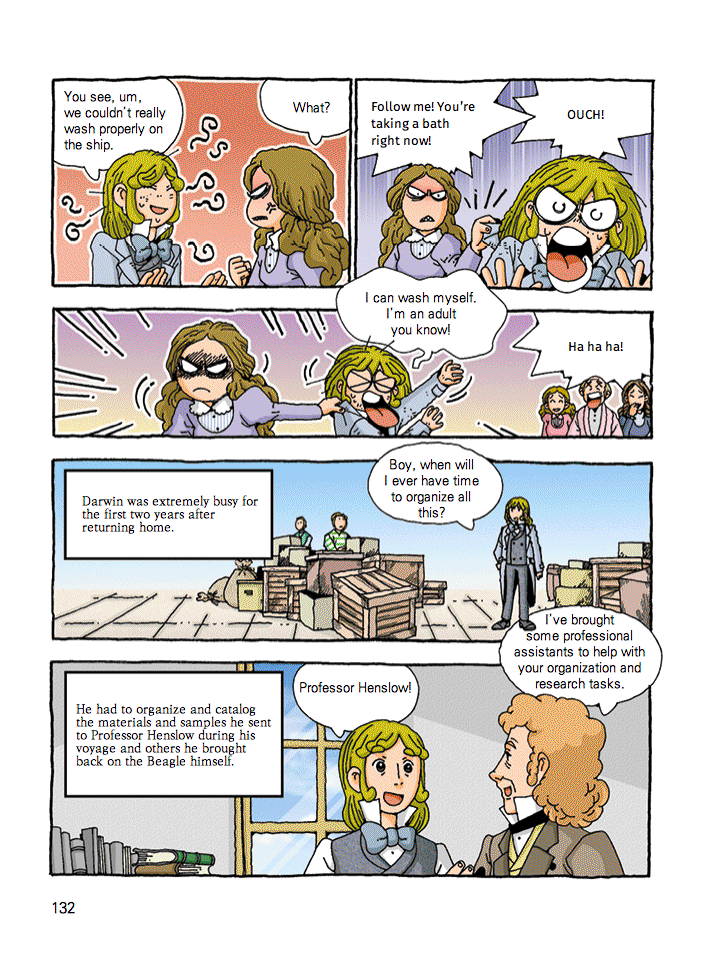 You see, um,
we couldn't really
wash properly on
the ship.
What?
Follow me! You're
taking a bath
right now!
OUCH!
I can wash myself.
I'm an adult
you know!
Ha ha ha!
Darwin was extremely busy for
the first two years after
returning home.
Boy, when will
I ever have time
to organize all
this?
He had to organize and catalog
the materials and samples he sent
to Professor Henslow during his
voyage and others he brought
back on the Beagle himself.
Professor Henslow!
I've brought
some professional
assistants to help with
your organization and
research tasks.
132